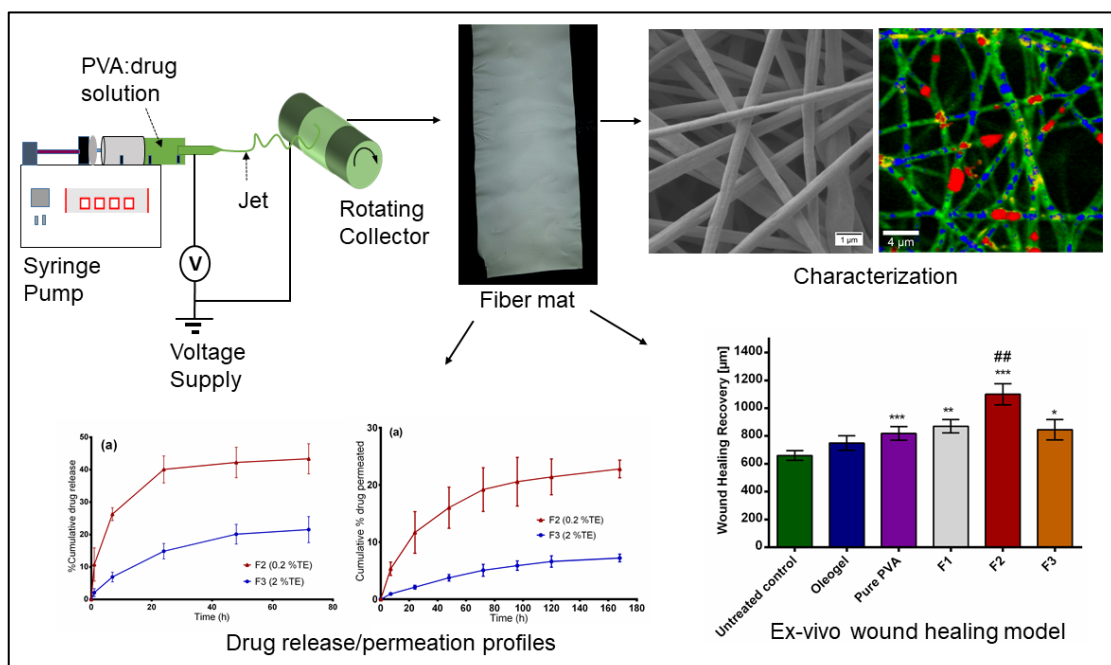 PVA:drug
solution
Jet
Rotating
Collector
Syringe
Pump
V
Voltage
Supply
Fiber mat
1 µm
4 µm
Characterization
(a)
%Cumulative drug release
50
40
30
20
10
0
F2 (0.2 %TE)
F3 (2 %TE)
0 20 40 60 80
Time (h)
(a)
Cumulative % drug permeated
30
20
10
0
F2 (0.2 %TE)
F3 (2 %TE)
0 20 40 60 80 100 120 140 160 180
Time (h)
Drug release/permeation profiles
Wound Healing Recovery [µm]
1400
1200
1000
800
600
400
200
0
***
**
##
***
*
Untreated control
Oleogel
Pure PVA
F1
F2
F3
Ex-vivo wound healing model